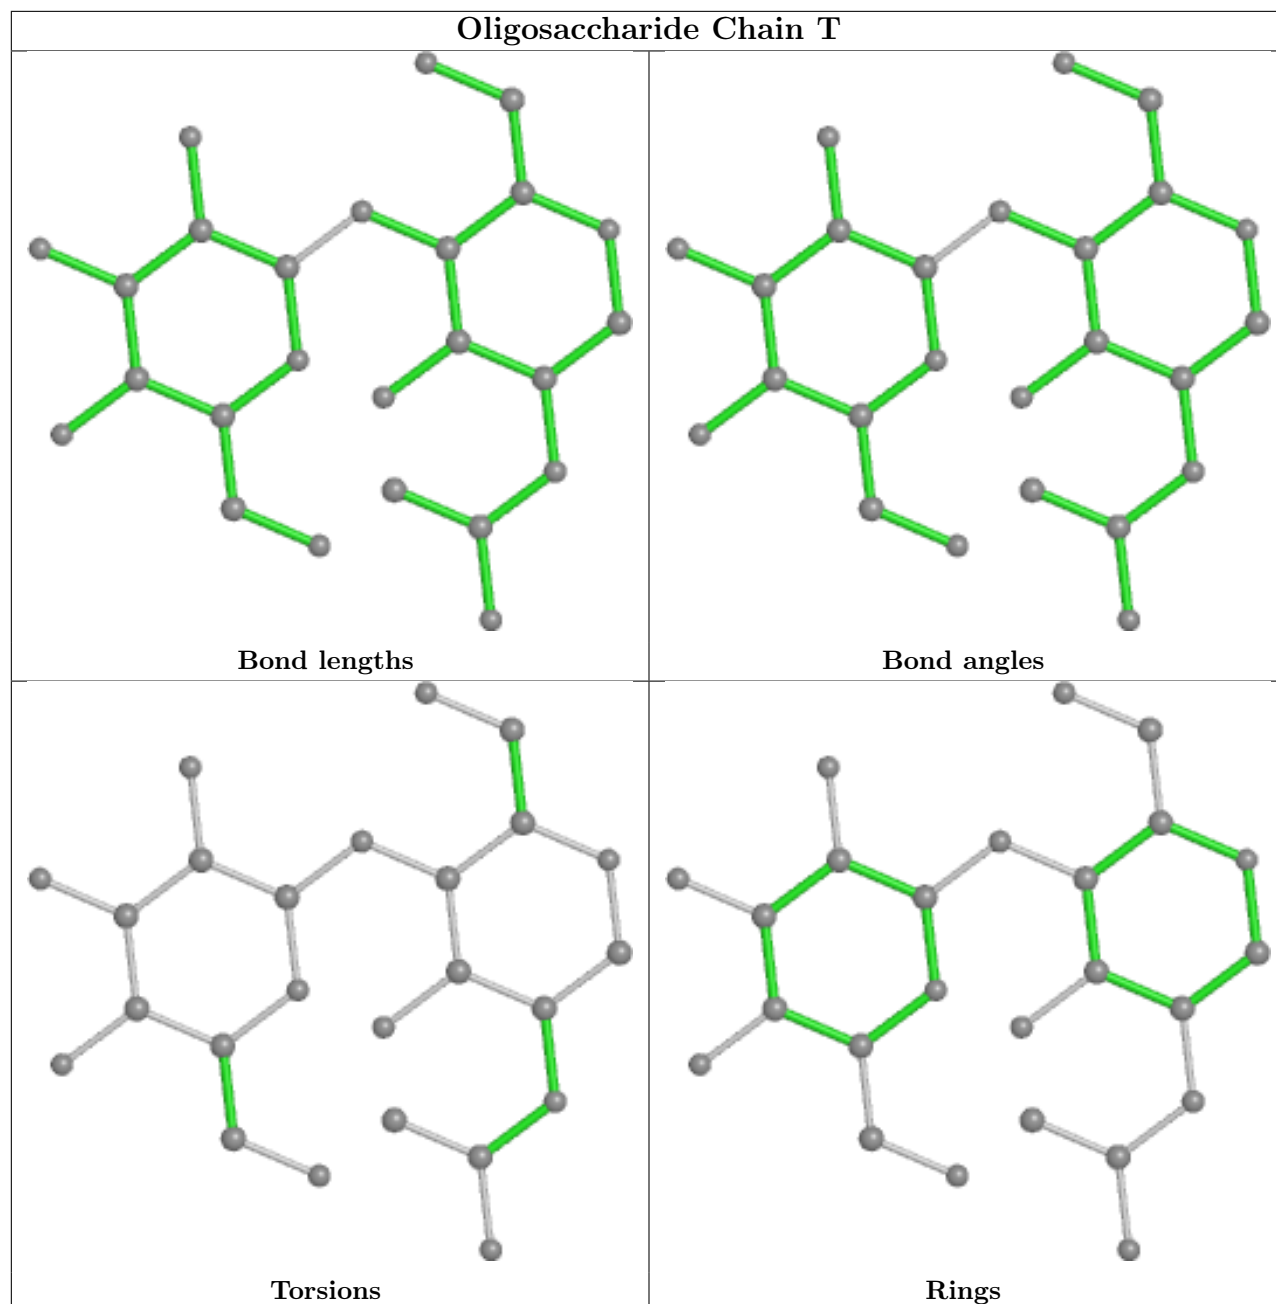 Oligosaccharide Chain T
Bond lengths
Bond angles
Torsions
Rings